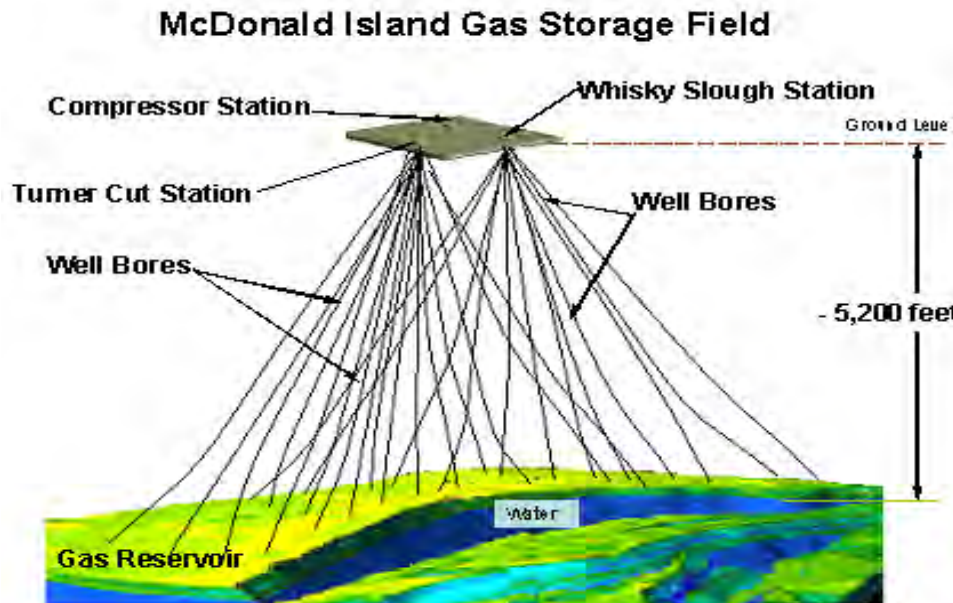 McDonald Island Gas Storage Field
Compressor Station
Whisky Slough Station
Ground Leve
Turner Cut Station
Well Bores
Well Bores
- 5,200 feet
Water
Gas Reservoir